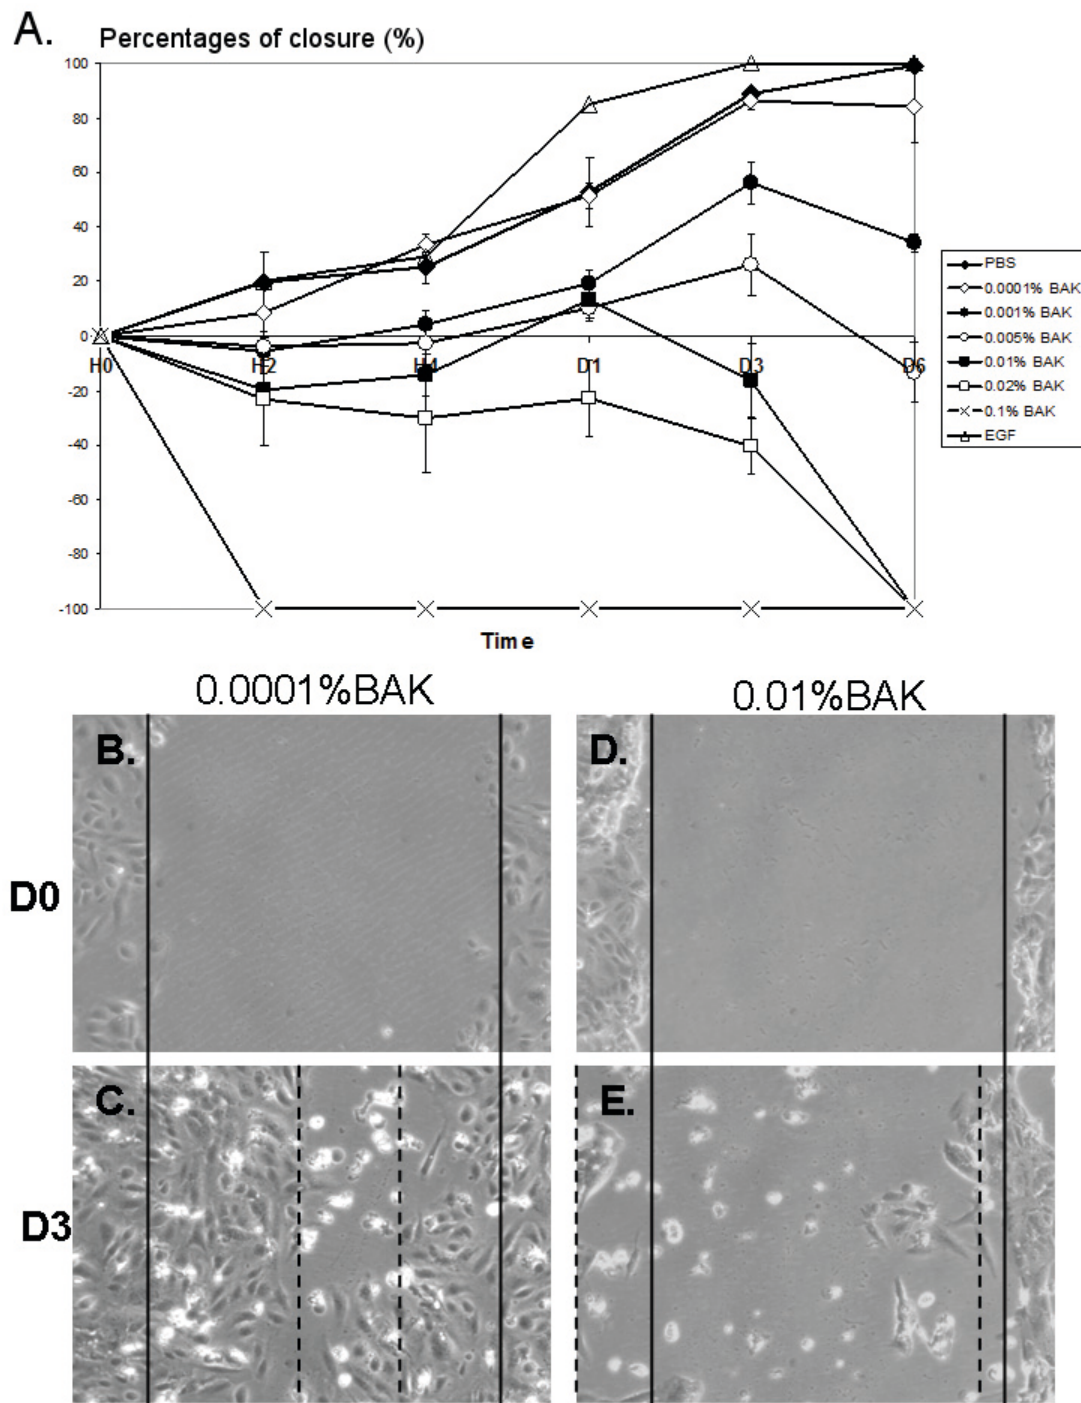 A.
Percentages of closure (%)
100
80
60
40
20
0
-20
-40
-60
-80
-100
H0 H2 H4 D1 D3 D6
Time
PBS
0.0001% BAK
0.001% BAK
0.005% BAK
0.01% BAK
0.02% BAK
0.1% BAK
EGF
0.0001%BAK 0.01%BAK
B. D.
D0
C. E.
D3